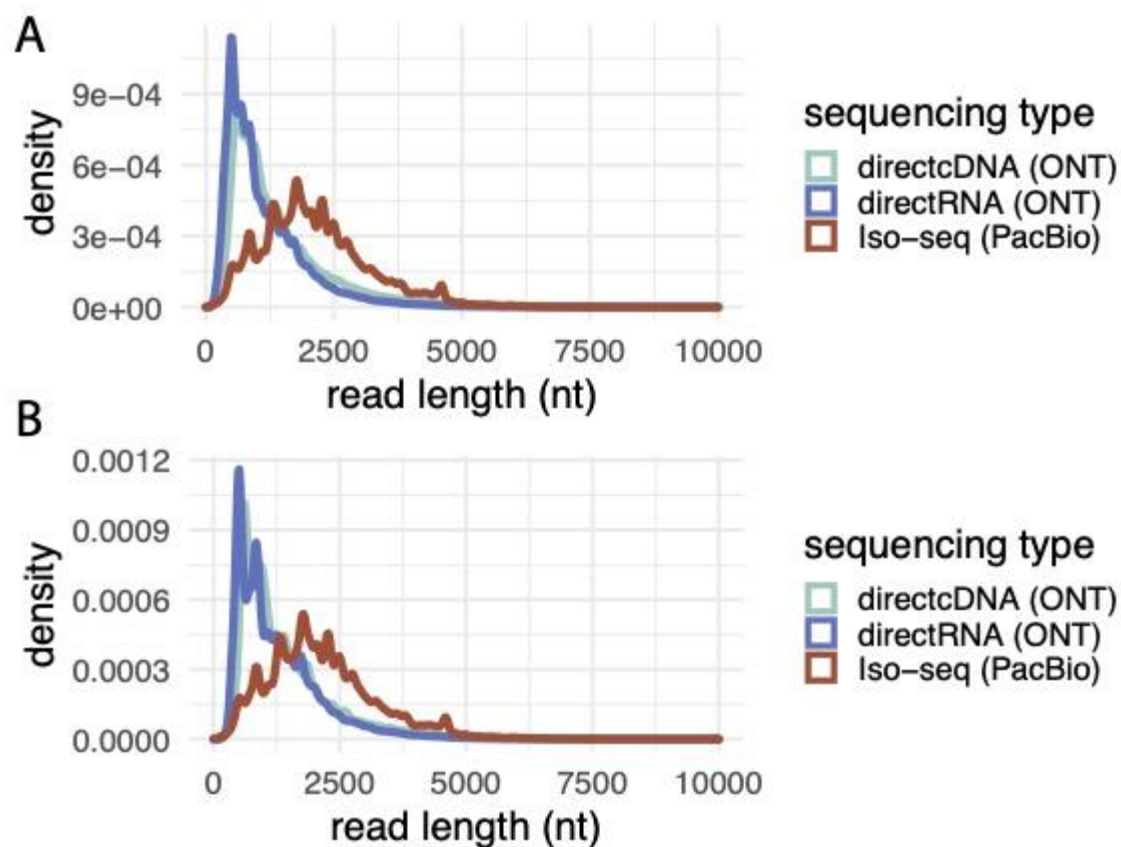 A
density
9e−04
6e−04
3e−04
0e+00
0 2500 5000 7500 10000
read length (nt)
sequencing type
directcDNA (ONT)
directRNA (ONT)
Iso−seq (PacBio)
B
density
0.0012
0.0009
0.0006
0.0003
0.0000
0 2500 5000 7500 10000
read length (nt)
sequencing type
directcDNA (ONT)
directRNA (ONT)
Iso−seq (PacBio)